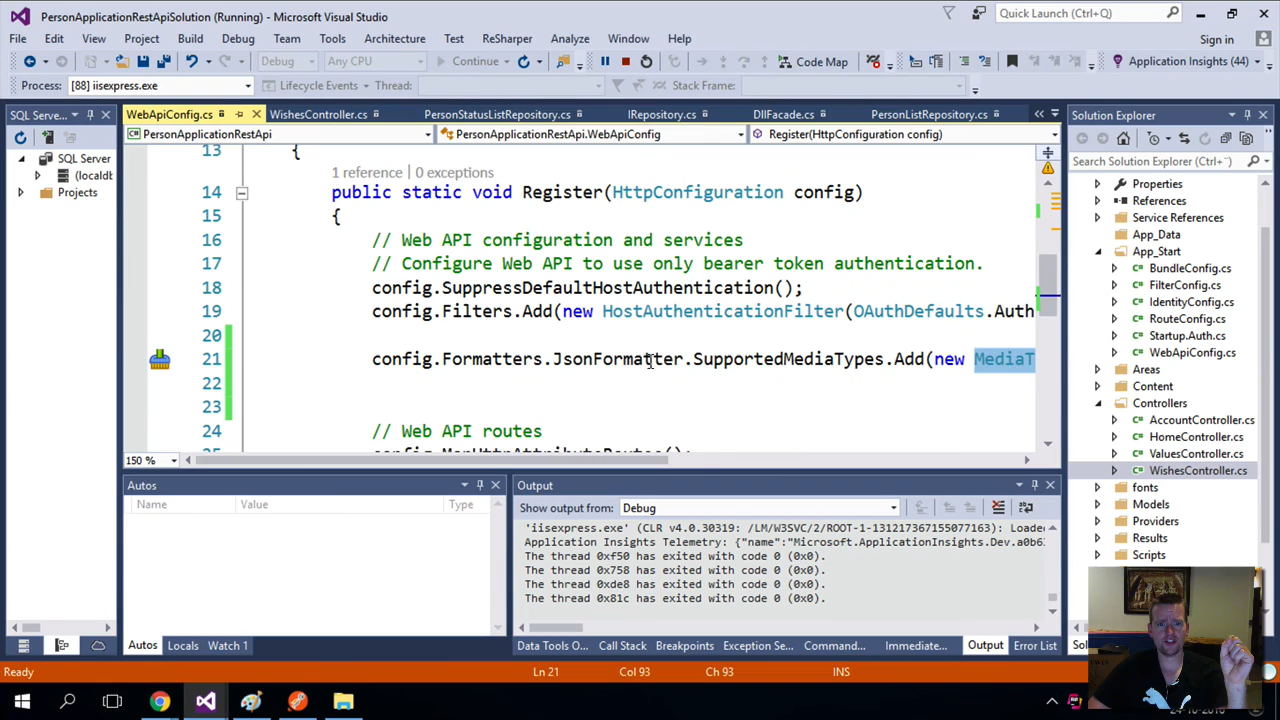 PersonApplicationRestApiSolution (Running) - Microsoft Visual Studio
Quick Launch (Ctrl+Q)
File Edit View Project Build Debug Team Tools Architecture Test ReSharper Analyze Window Help
Sign in
Debug Any CPU Continue Code Map Application Insights (44)
Process: [88] iisexpress.exe Lifecycle Events Thread: Stack Frame:
SQL Serve...
SQL Server
(localdb
Projects
WebApiConfig.cs WishesController.cs PersonStatusListRepository.cs IRepository.cs DllFacade.cs PersonListRepository.cs
PersonApplicationRestApi PersonApplicationRestApi.WebApiConfig Register(HttpConfiguration config)
13 {
1 reference | 0 exceptions
14 public static void Register(HttpConfiguration config)
15 {
16 // Web API configuration and services
17 // Configure Web API to use only bearer token authentication.
18 config.SuppressDefaultHostAuthentication();
19 config.Filters.Add(new HostAuthenticationFilter(OAuthDefaults.Auth
20
21 config.Formatters.JsonFormatter.SupportedMediaTypes.Add(new MediaT
22
23
24 // Web API routes
25 config.MapHttpAttributeRoutes();
150 %
Autos
Name Value Type
Autos Locals Watch 1
Output
Show output from: Debug
'iisexpress.exe' (CLR v4.0.30319: /LM/W3SVC/2/ROOT-1-131217367155077163): Loade
Application Insights Telemetry: {"name":"Microsoft.ApplicationInsights.Dev.a0b6
The thread 0xf50 has exited with code 0 (0x0).
The thread 0x758 has exited with code 0 (0x0).
The thread 0xde8 has exited with code 0 (0x0).
The thread 0x81c has exited with code 0 (0x0).
Data Tools O... Call Stack Breakpoints Exception Se... Command... Immediate... Output Error List
Solution Explorer
Search Solution Explorer (Ctrl+
Properties
References
Service References
App_Data
App_Start
BundleConfig.cs
FilterConfig.cs
IdentityConfig.cs
RouteConfig.cs
Startup.Auth.cs
WebApiConfig.cs
Areas
Content
Controllers
AccountController.cs
HomeController.cs
ValuesController.cs
WishesController.cs
fonts
Models
Providers
Results
Scripts
Ready Ln 21 Col 93 Ch 93 INS